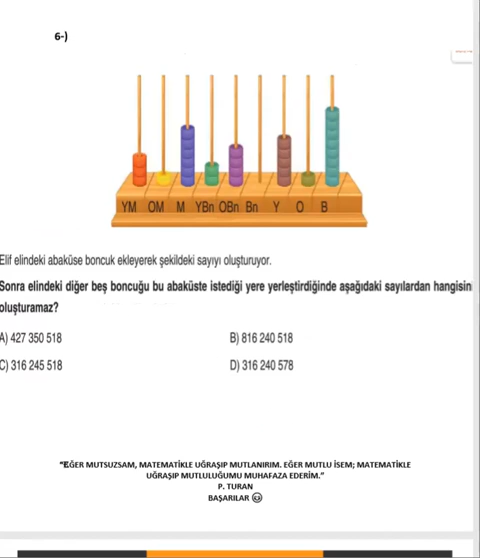 6-)
YM OM M YBn OBn Bn Y O B
Elif elindeki abaküse boncuk ekleyerek şekildeki sayıyı oluşturuyor.
Sonra elindeki diğer beş boncuğu bu abaküste istediği yere yerleştirdiğinde aşağıdaki sayılardan hangisin
oluşturamaz?
A) 427 350 518 B) 816 240 518
C) 316 245 518 D) 316 240 578
"EĞER MUTSUZSAM, MATEMATİKLE UĞRAŞIP MUTLANIRIM. EĞER MUTLU İSEM; MATEMATİKLE
UĞRAŞIP MUTLULUĞUMU MUHAFAZA EDERİM."
P. TURAN
BAŞARILAR